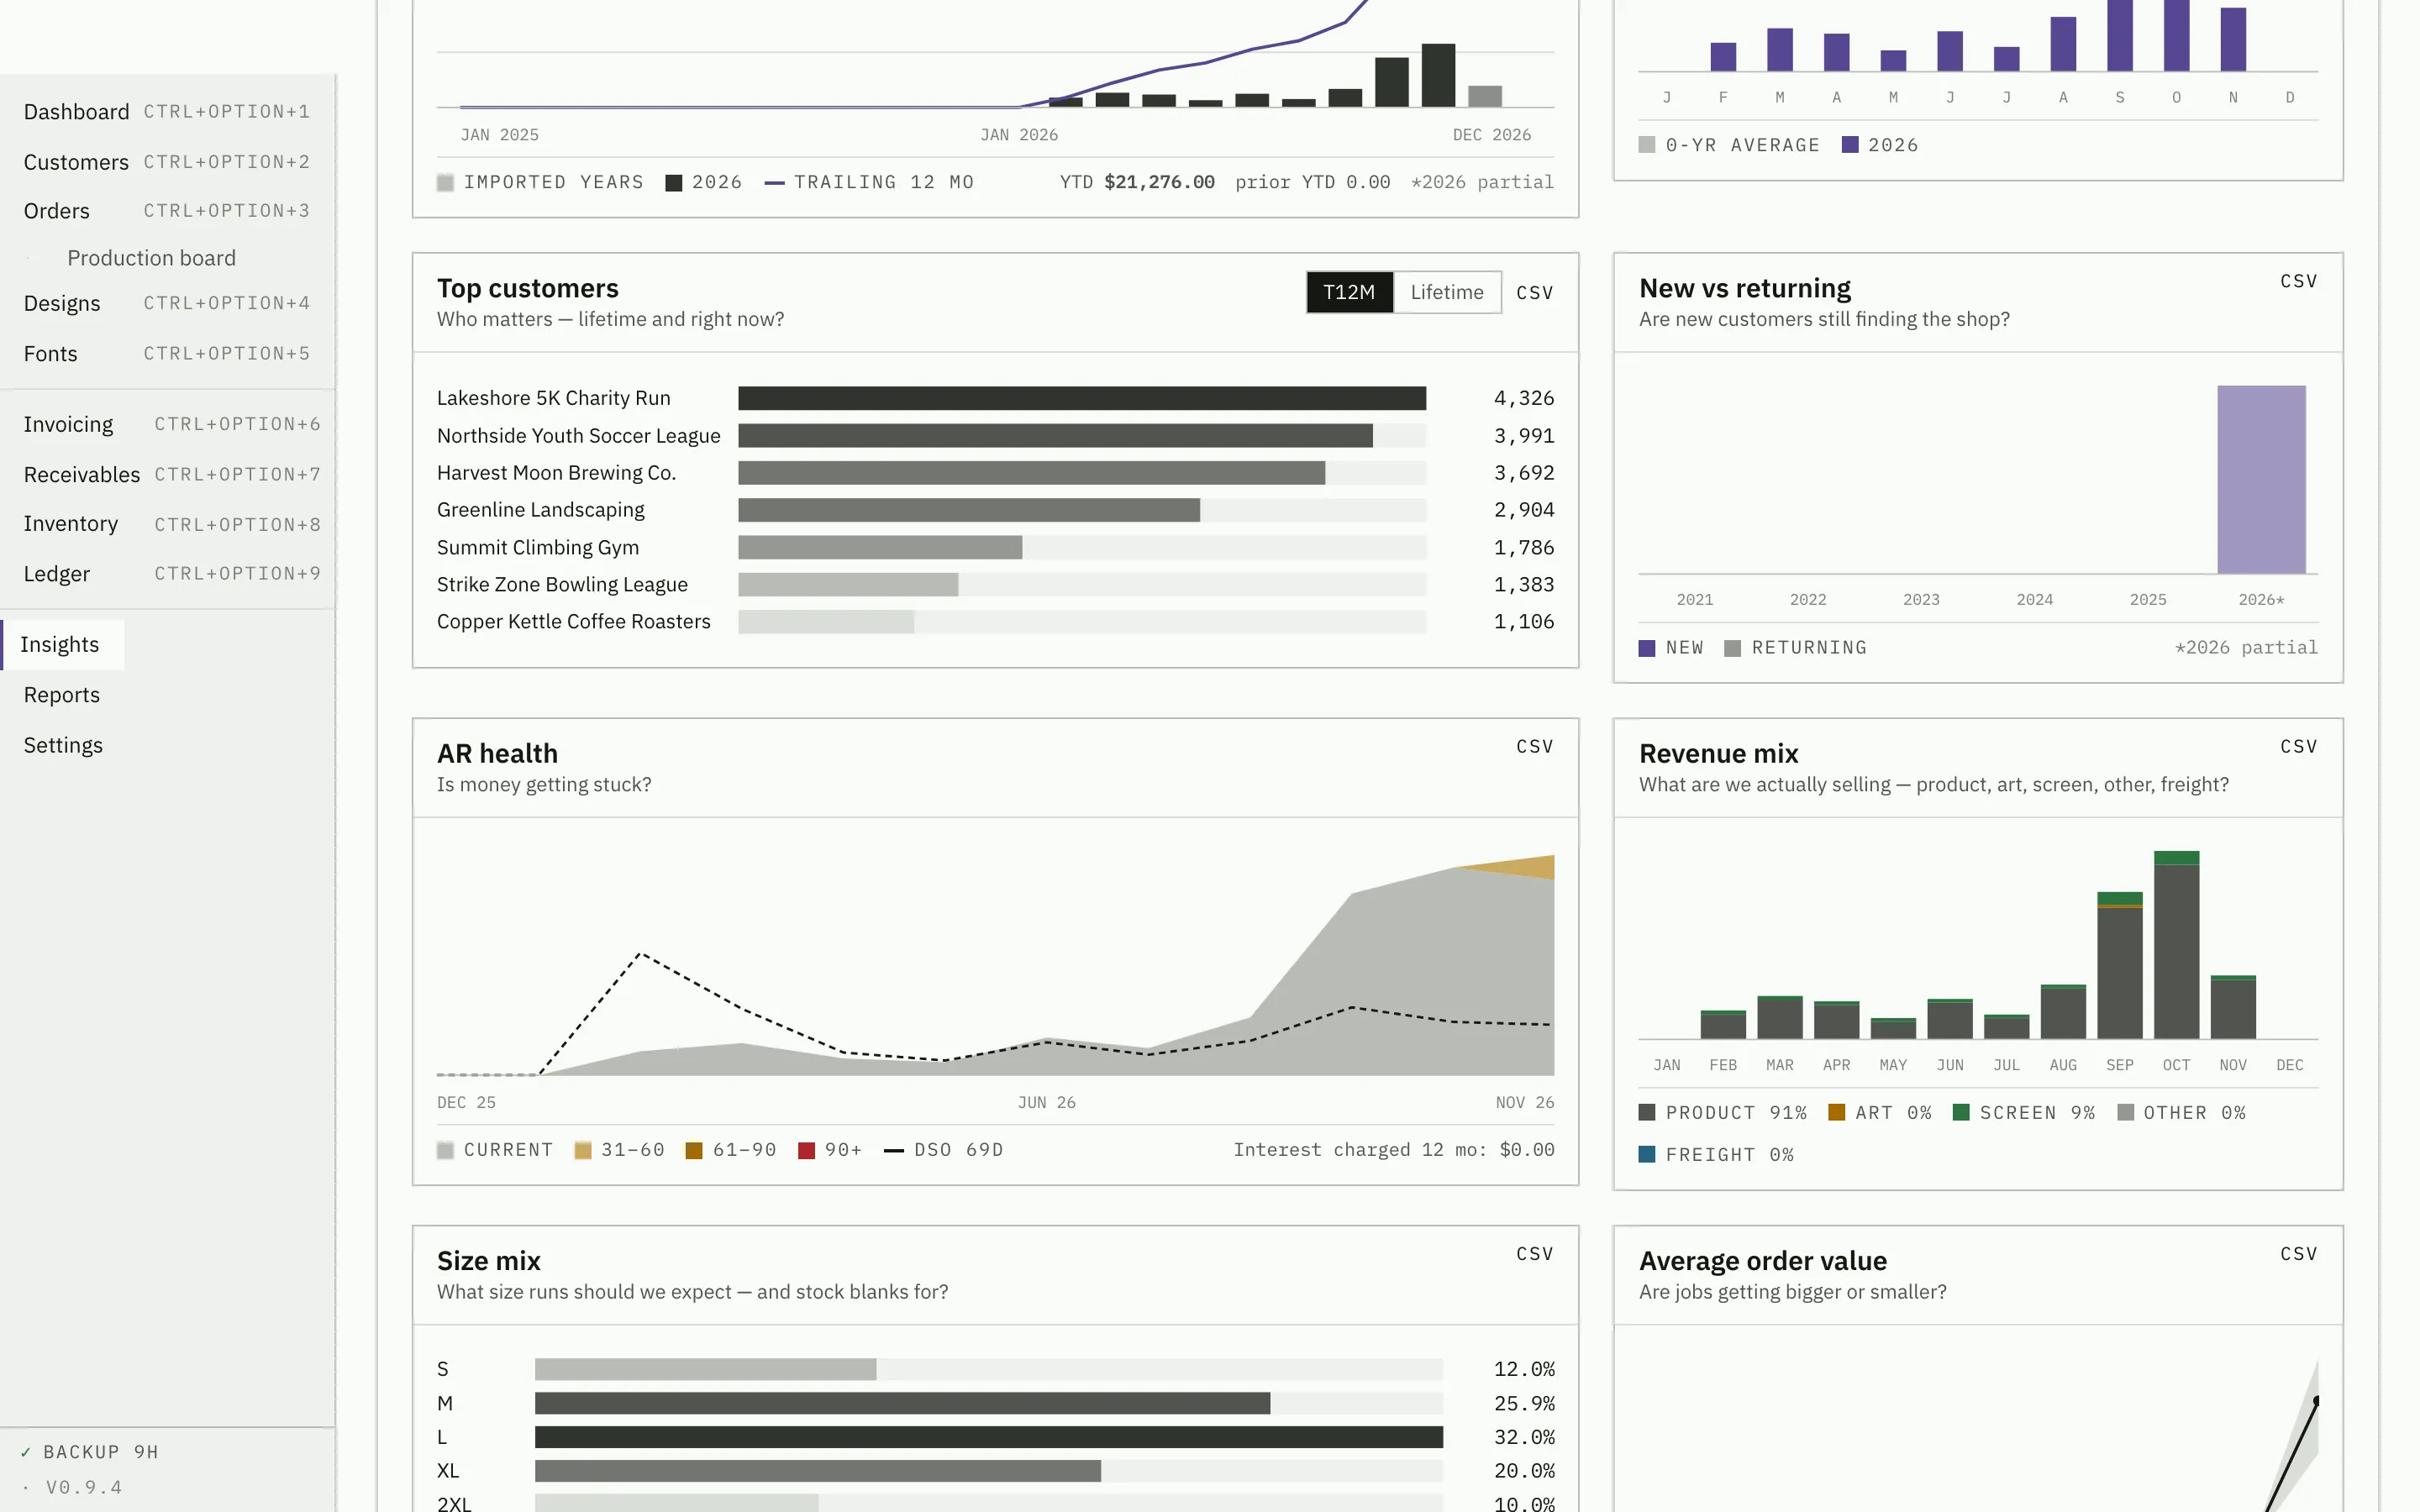 Dashboard CTRL+OPTION+1
Customers CTRL+OPTION+2
Orders CTRL+OPTION+3
Production board
Designs CTRL+OPTION+4
Fonts CTRL+OPTION+5
Invoicing CTRL+OPTION+6
Receivables CTRL+OPTION+7
Inventory CTRL+OPTION+8
Ledger CTRL+OPTION+9
Insights
Reports
Settings
✓ BACKUP 9H
· V0.9.4
JAN 2025 JAN 2026 DEC 2026
IMPORTED YEARS 2026 TRAILING 12 MO YTD $21,276.00 prior YTD 0.00 *2026 partial
J F M A M J J A S O N D
0-YR AVERAGE 2026
Top customers
Who matters — lifetime and right now?
T12M Lifetime CSV
Lakeshore 5K Charity Run 4,326
Northside Youth Soccer League 3,991
Harvest Moon Brewing Co. 3,692
Greenline Landscaping 2,904
Summit Climbing Gym 1,786
Strike Zone Bowling League 1,383
Copper Kettle Coffee Roasters 1,106
New vs returning CSV
Are new customers still finding the shop?
2021 2022 2023 2024 2025 2026*
NEW RETURNING *2026 partial
AR health CSV
Is money getting stuck?
DEC 25 JUN 26 NOV 26
CURRENT 31–60 61–90 90+ DSO 69D Interest charged 12 mo: $0.00
Revenue mix CSV
What are we actually selling — product, art, screen, other, freight?
JAN FEB MAR APR MAY JUN JUL AUG SEP OCT NOV DEC
PRODUCT 91% ART 0% SCREEN 9% OTHER 0%
FREIGHT 0%
Size mix CSV
What size runs should we expect — and stock blanks for?
S 12.0%
M 25.9%
L 32.0%
XL 20.0%
2XL 10.0%
Average order value CSV
Are jobs getting bigger or smaller?